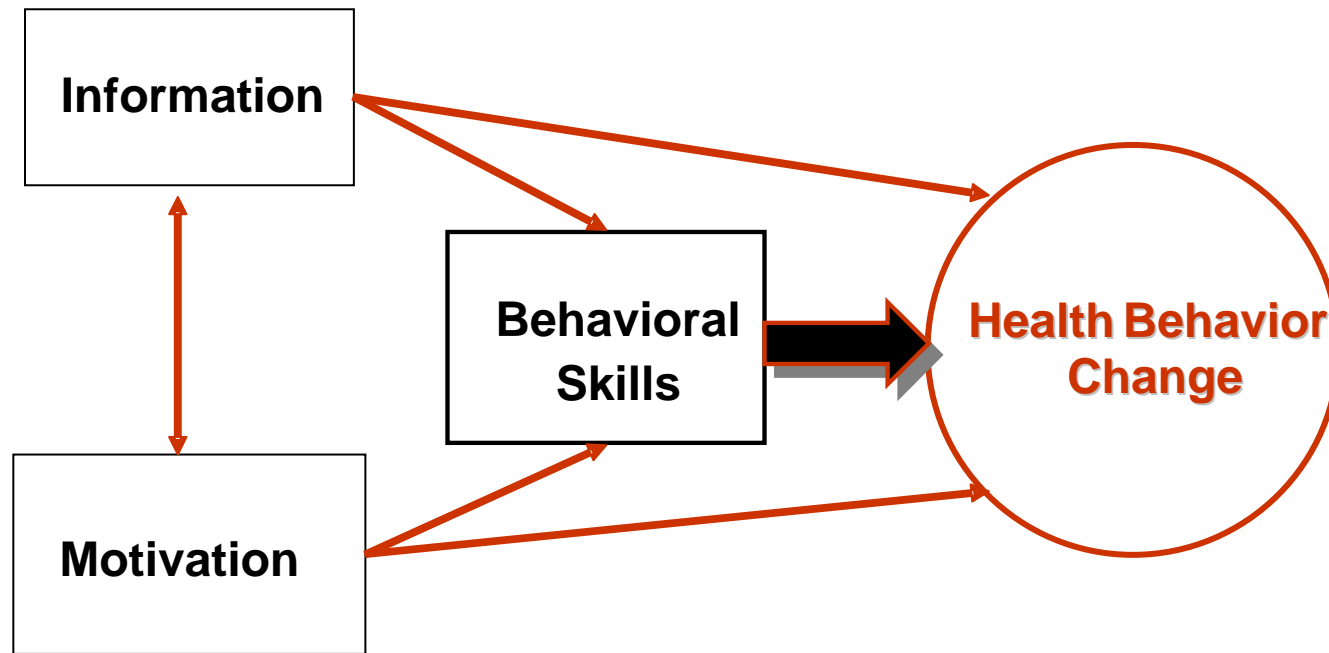 Information
Behavioral
Skills
Health Behavior
Change
Motivation